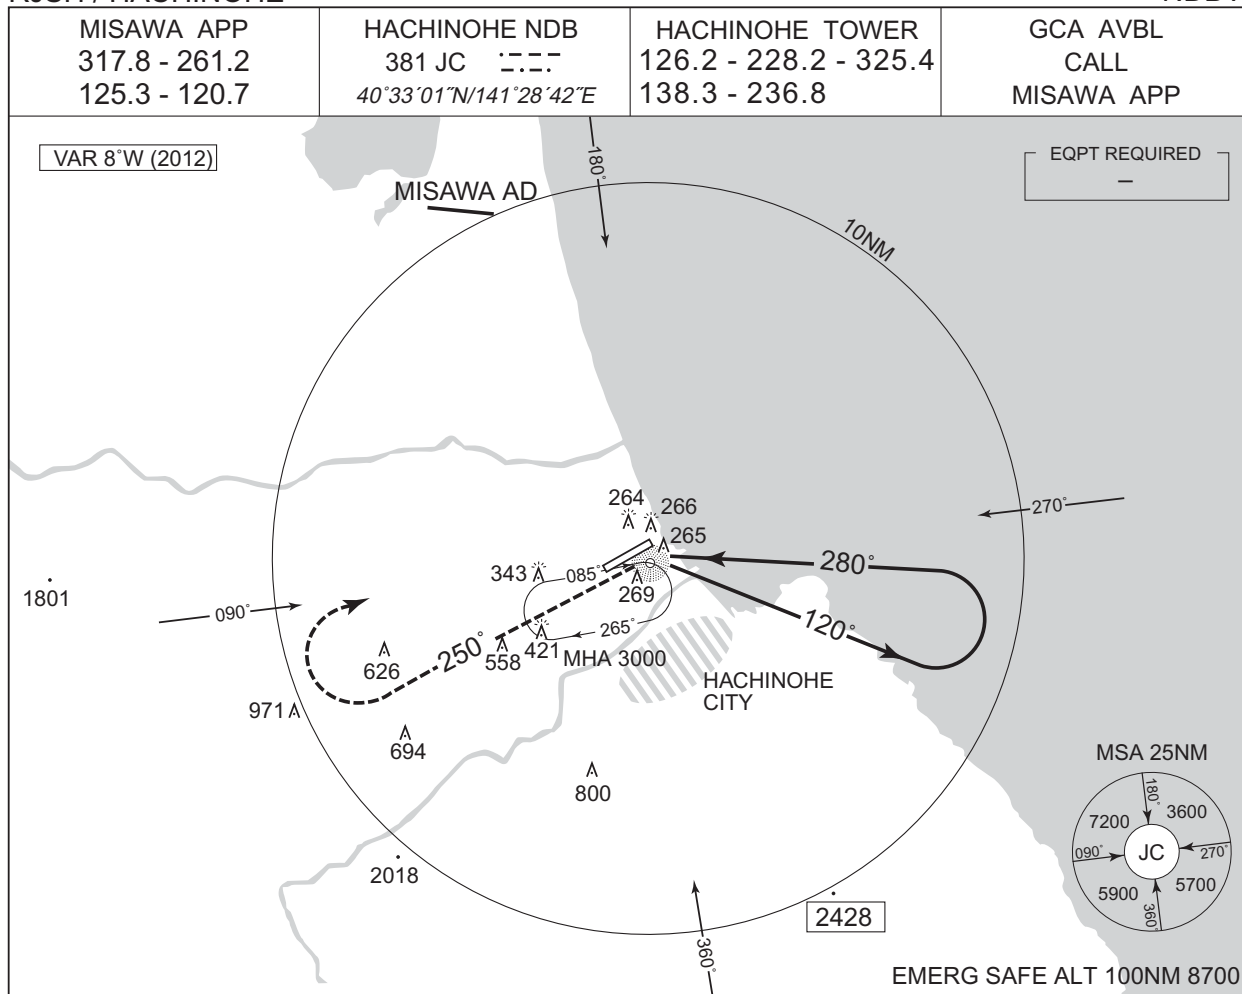 MISAWA APP
317.8 - 261.2
125.3 - 120.7
HACHINOHE NDB
381 JC
40°33´01˝N/141°28´42˝E
HACHINOHE TOWER
126.2 - 228.2 - 325.4
138.3 - 236.8
GCA AVBL
CALL
MISAWA APP
VAR 8°W (2012)
EQPT REQUIRED
–
180°
MISAWA AD
10NM
270°
264
266
265
343
085°
269
280°
1801
090°
265°
120°
250°
421
558
MHA 3000
626
HACHINOHE
CITY
971
694
800
2018
2428
360°
MSA 25NM
180°
7200
3600
090°
JC
270°
5900
5700
360°
EMERG SAFE ALT 100NM 8700